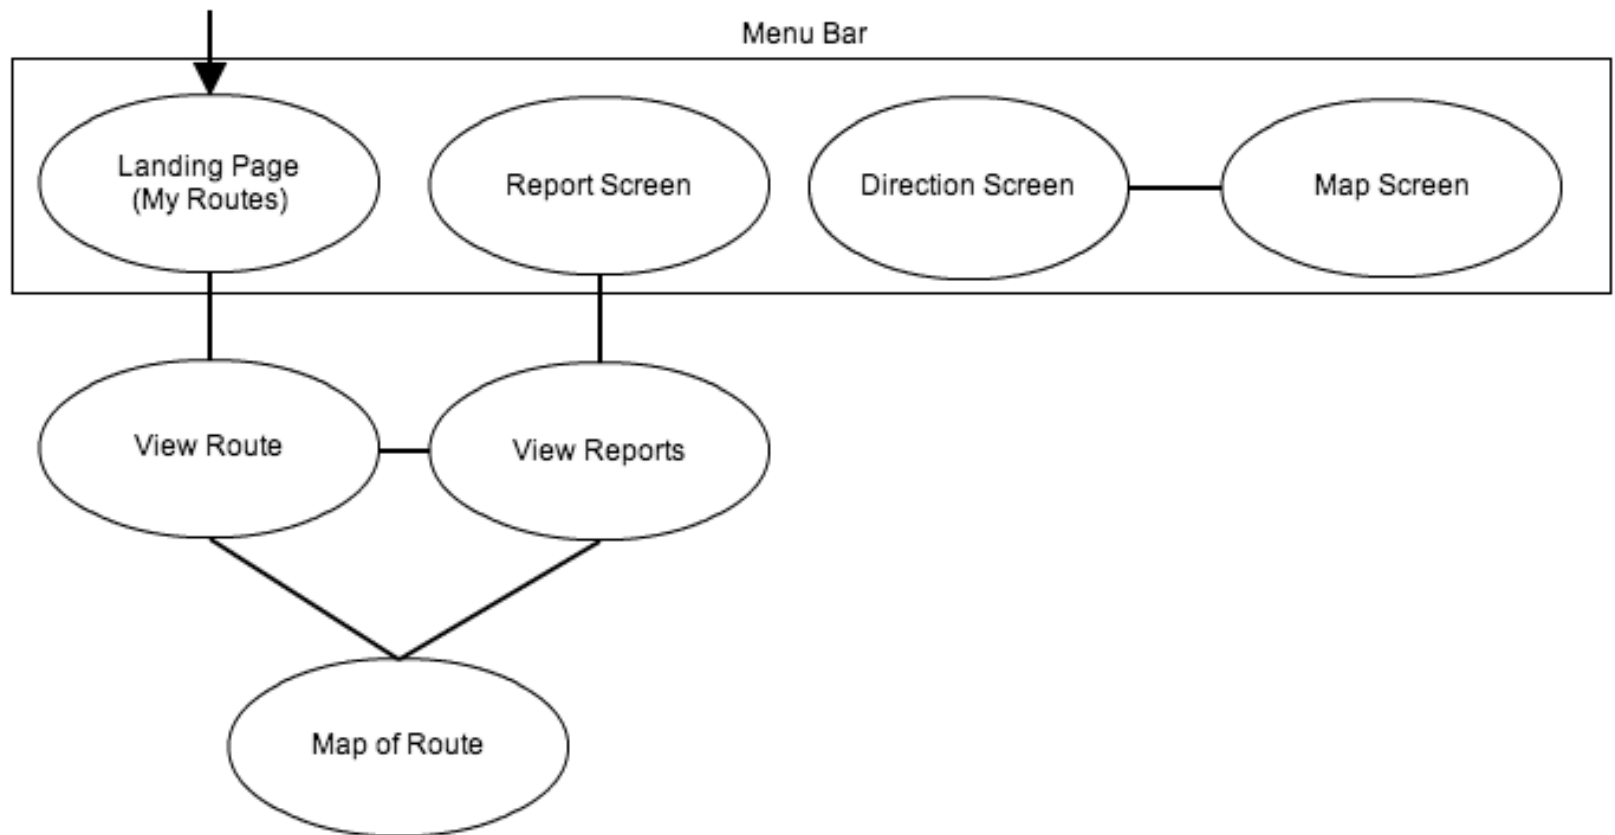 Menu Bar
Landing Page
(My Routes)
Report Screen
Direction Screen
Map Screen
View Route
View Reports
Map of Route